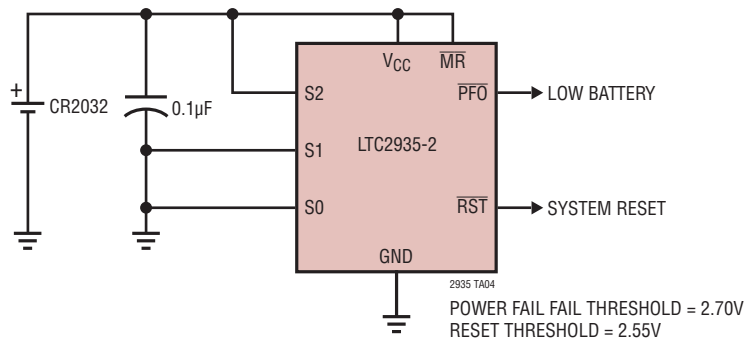 VCC
MR
+
CR2032
0.1µF
S2
PFO
LOW BATTERY
S1
LTC2935-2
S0
RST
SYSTEM RESET
GND
2935 TA04
POWER FAIL FAIL THRESHOLD = 2.70V
RESET THRESHOLD = 2.55V